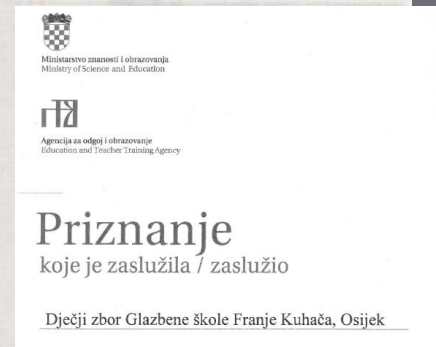 Ministarstvo znanosti i obrazovanja
Ministry of Science and Education
Agencija za odgoj i obrazovanje
Education and Teacher Training Agency
Priznanje
koje je zaslužila / zaslužio
Dječji zbor Glazbene škole Franje Kuhača, Osijek